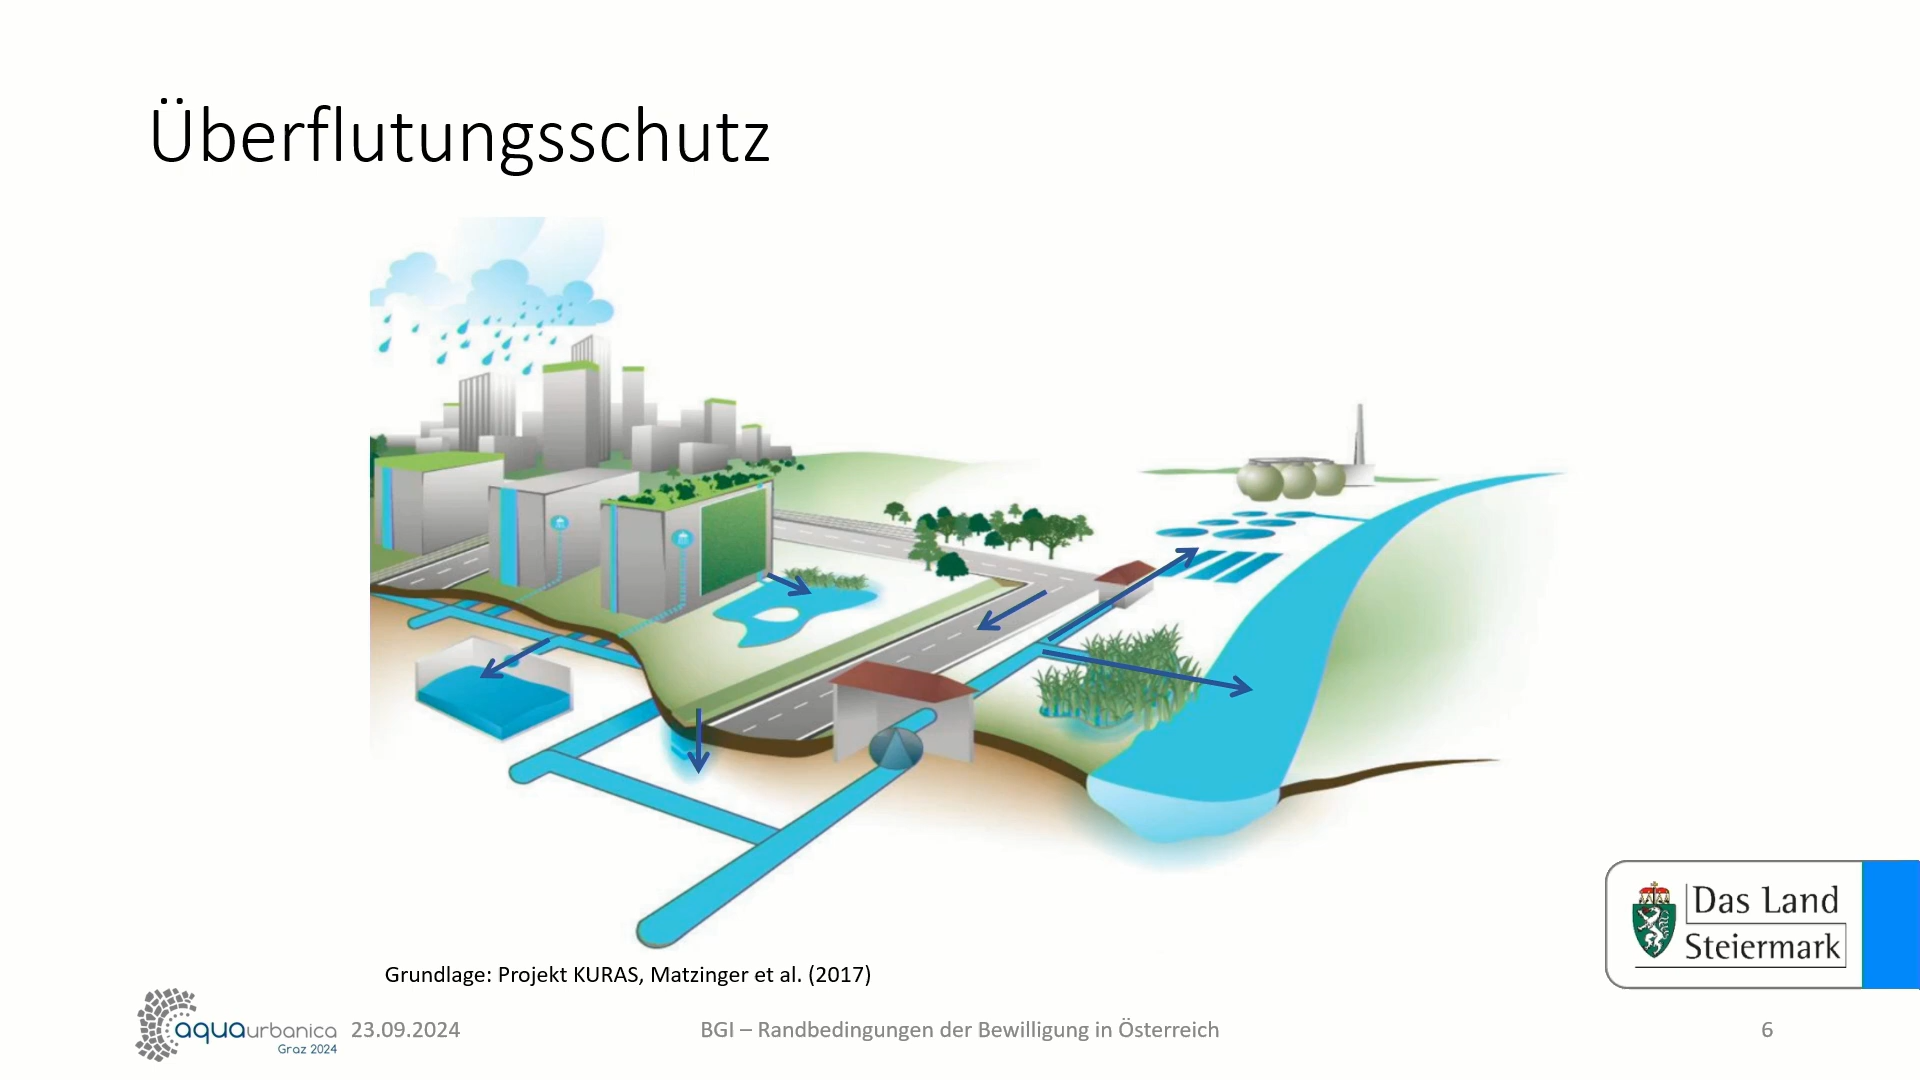 Überflutungsschutz
Das Land
Steiermark
Grundlage: Projekt KURAS, Matzinger et al. (2017)
aquaurbanica
Graz 2024
23.09.2024
BGI – Randbedingungen der Bewilligung in Österreich
6